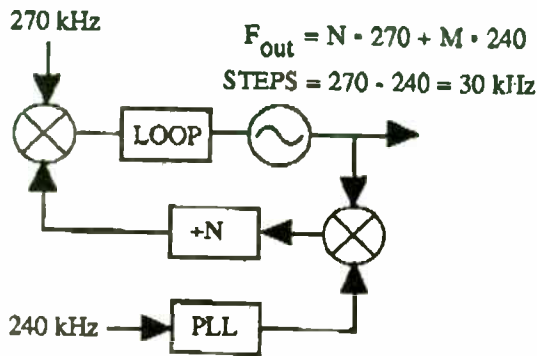 270 kHz
F_out = N · 270 + M · 240
STEPS = 270 - 240 = 30 kHz
LOOP
÷N
240 kHz
PLL